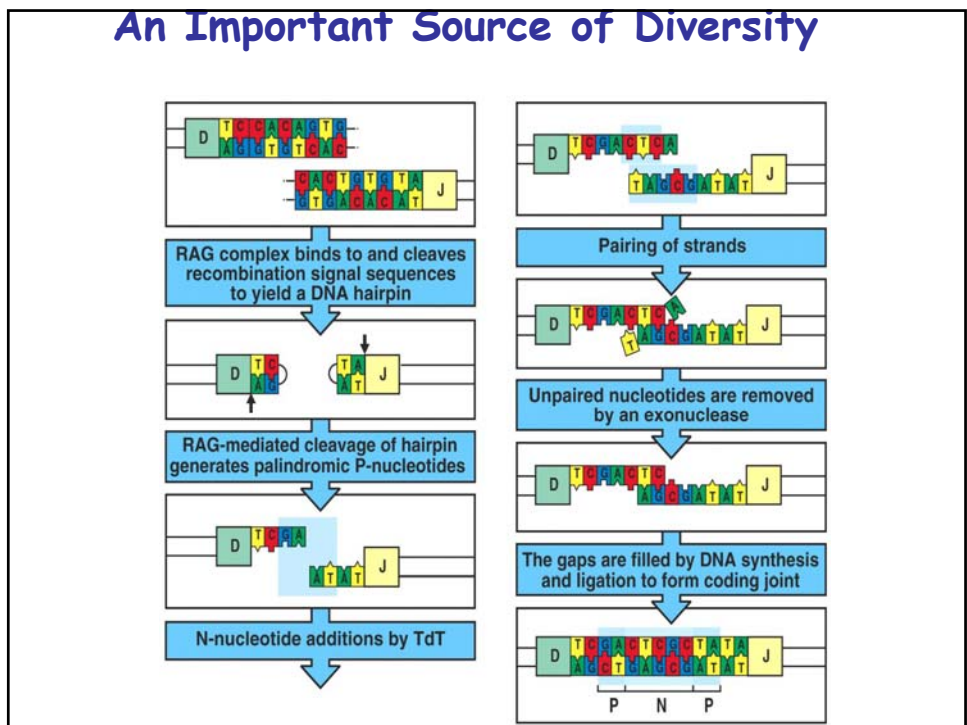 An Important Source of Diversity
D
T C C A C A G T G
A G G T G T C A C
C A C T G T G T A
G T G A C A C A T
J
RAG complex binds to and cleaves
recombination signal sequences
to yield a DNA hairpin
D
T C
A G
T A
A T
J
RAG-mediated cleavage of hairpin
generates palindromic P-nucleotides
D
T C G A
A T A T
J
N-nucleotide additions by TdT
D
T C G A C T C A
T A G C G A T A T
J
Pairing of strands
D
T C G A C T C A
T A G C G A T A T
J
Unpaired nucleotides are removed
by an exonuclease
D
T C G A C T C
A G C G A T A T
J
The gaps are filled by DNA synthesis
and ligation to form coding joint
D
T C G A C T C G C T A T A
A G C T G A G C G A T A T
J
P N P